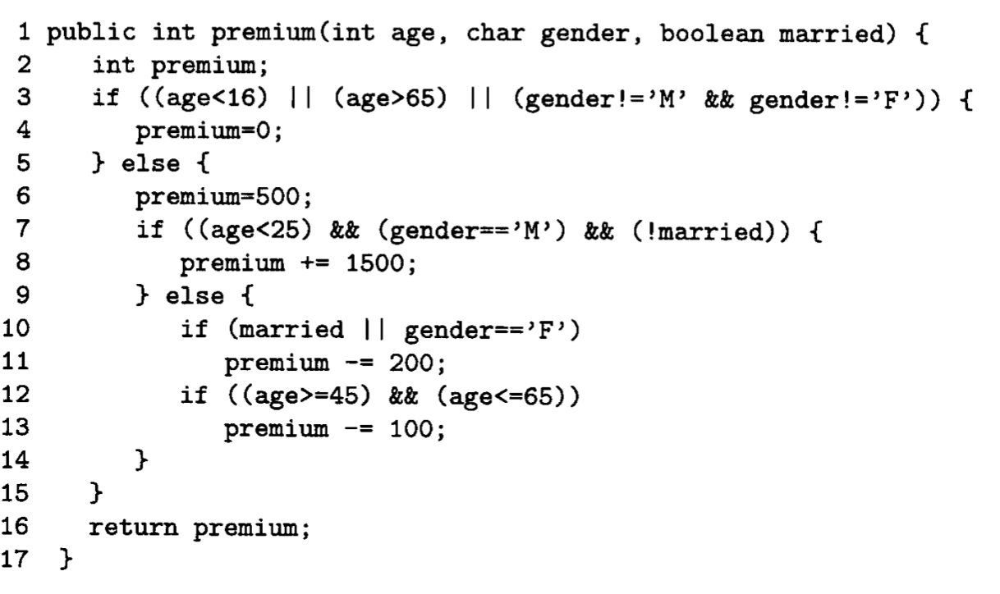 1 public int premium(int age, char gender, boolean married) {
2 int premium;
3 if ((age<16) || (age>65) || (gender!=’M’ && gender!=’F’)) {
4 premium=0;
5 } else {
6 premium=500;
7 if ((age<25) && (gender==’M’) && (!married)) {
8 premium += 1500;
9 } else {
10 if (married || gender==’F’)
11 premium -= 200;
12 if ((age>=45) && (age<=65))
13 premium -= 100;
14 }
15 }
16 return premium;
17 }